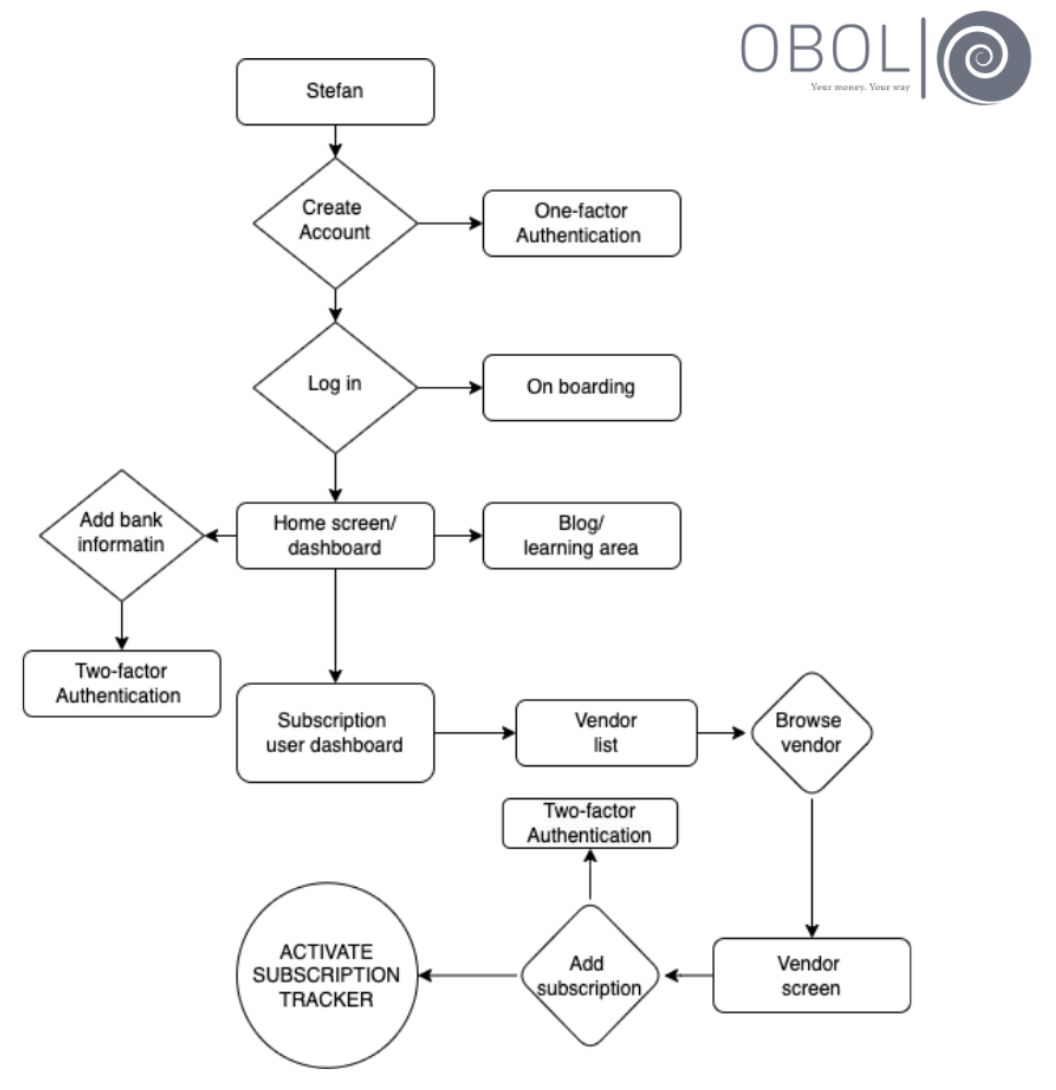 OBOL
Your money. Your way
Stefan
Create
Account
One-factor
Authentication
Log in
On boarding
Add bank
informatin
Home screen/
dashboard
Blog/
learning area
Two-factor
Authentication
Subscription
user dashboard
Vendor
list
Browse
vendor
Two-factor
Authentication
ACTIVATE
SUBSCRIPTION
TRACKER
Add
subscription
Vendor
screen